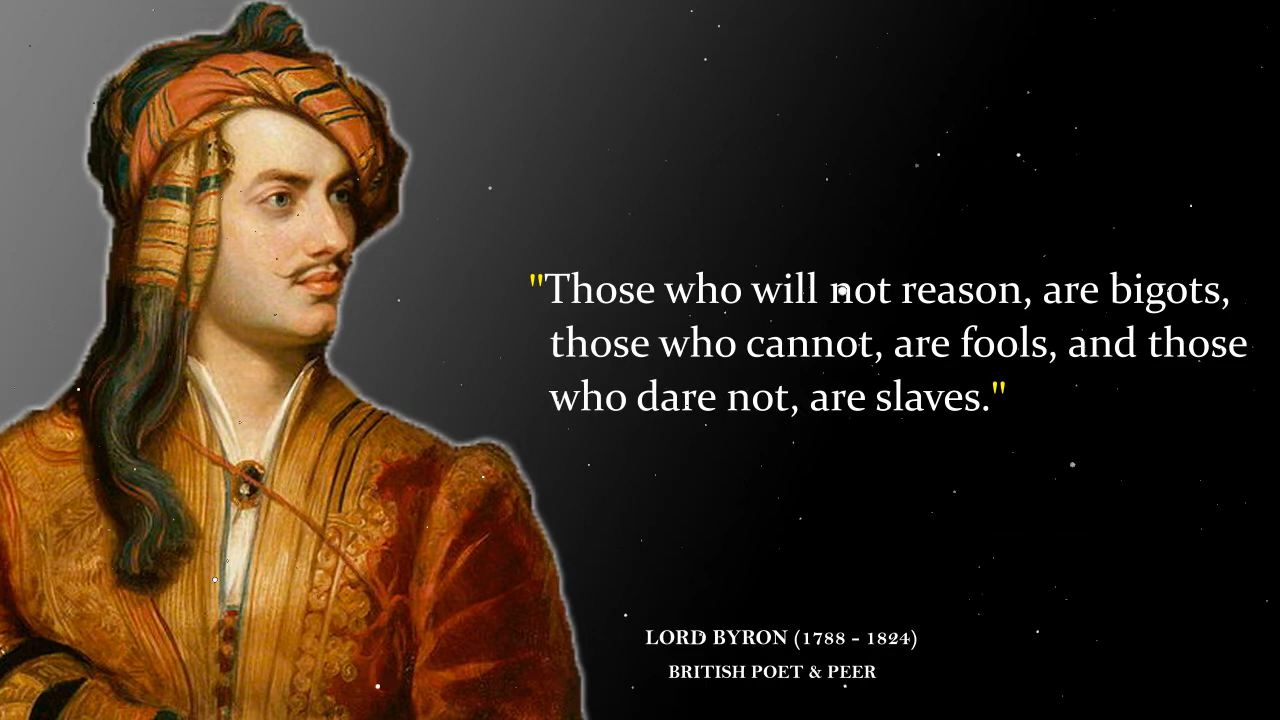 "Those who will not reason, are bigots,
those who cannot, are fools, and those
who dare not, are slaves."
LORD BYRON (1788 - 1824)
BRITISH POET & PEER